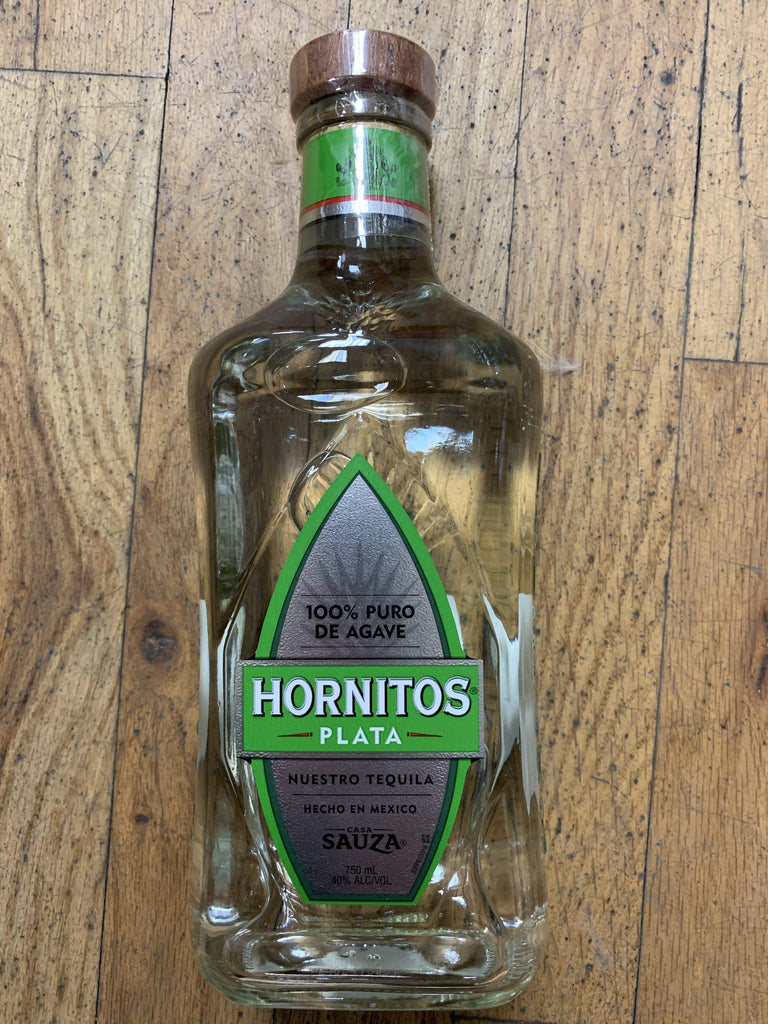 100% PURO
DE AGAVE
HORNITOS®
PLATA
NUESTRO TEQUILA
HECHO EN MEXICO
CASA
SAUZA®
750 mL
40% ALC/VOL